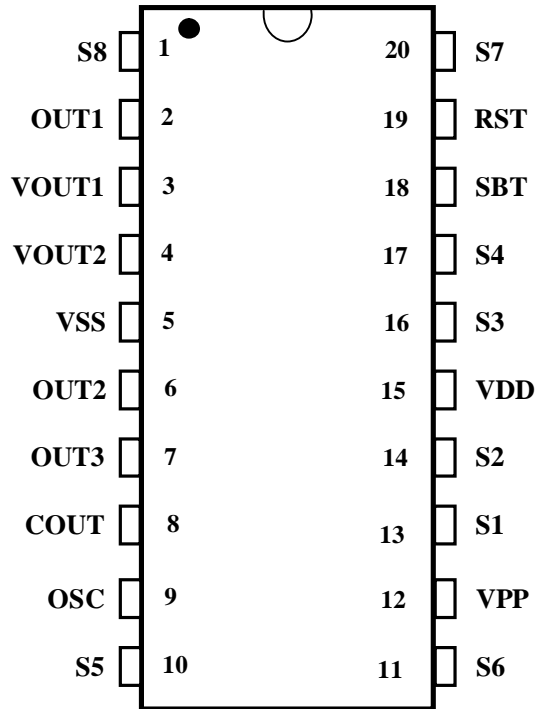 S8 1 20 S7
OUT1 2 19 RST
VOUT1 3 18 SBT
VOUT2 4 17 S4
VSS 5 16 S3
OUT2 6 15 VDD
OUT3 7 14 S2
COUT 8 13 S1
OSC 9 12 VPP
S5 10 11 S6